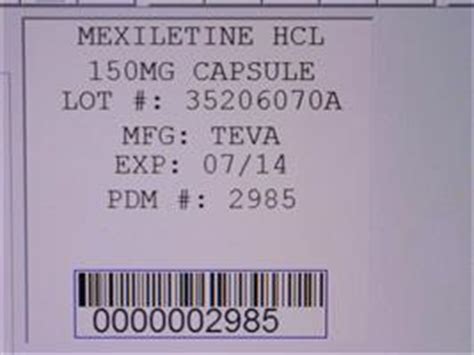 MEXILETINE HCL
150MG CAPSULE
LOT #: 35206070A
MFG: TEVA
EXP: 07/14
PDM #: 2985
0000002985